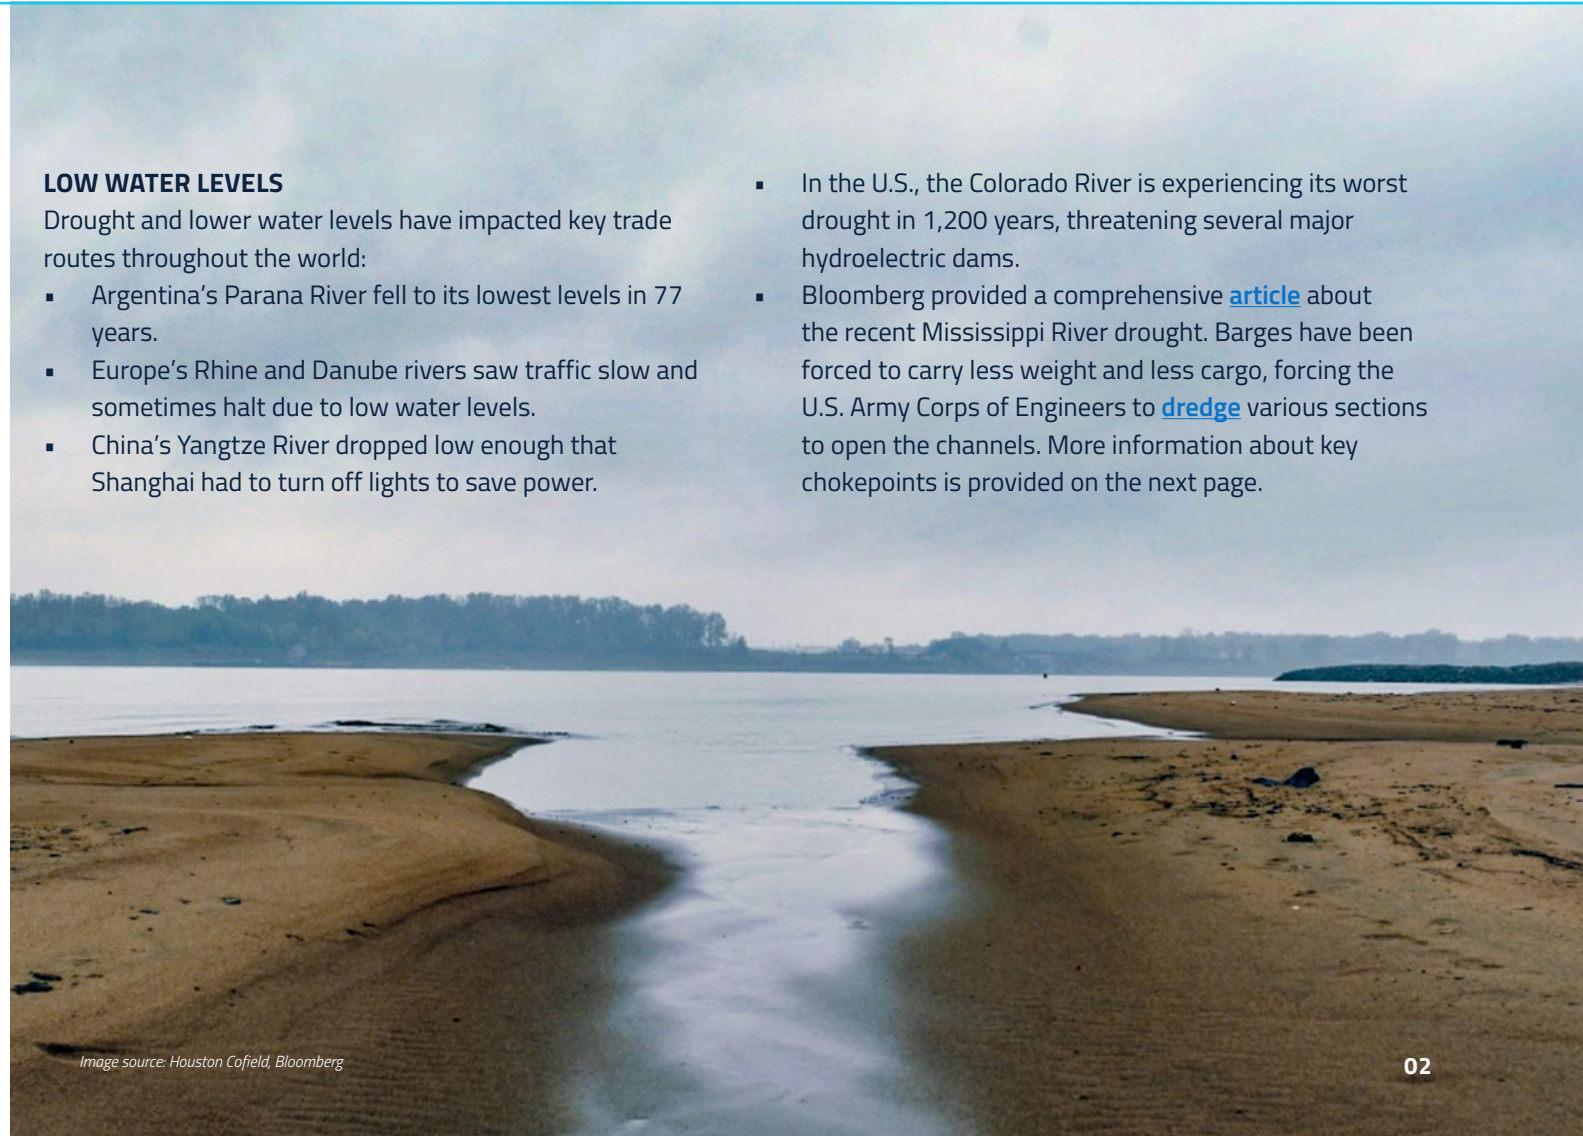 LOW WATER LEVELS
Drought and lower water levels have impacted key trade
routes throughout the world:
▪ Argentina’s Parana River fell to its lowest levels in 77
years.
▪ Europe’s Rhine and Danube rivers saw traffic slow and
sometimes halt due to low water levels.
▪ China’s Yangtze River dropped low enough that
Shanghai had to turn off lights to save power.
▪ In the U.S., the Colorado River is experiencing its worst
drought in 1,200 years, threatening several major
hydroelectric dams.
▪ Bloomberg provided a comprehensive article about
the recent Mississippi River drought. Barges have been
forced to carry less weight and less cargo, forcing the
U.S. Army Corps of Engineers to dredge various sections
to open the channels. More information about key
chokepoints is provided on the next page.
Image source: Houston Cofield, Bloomberg
02